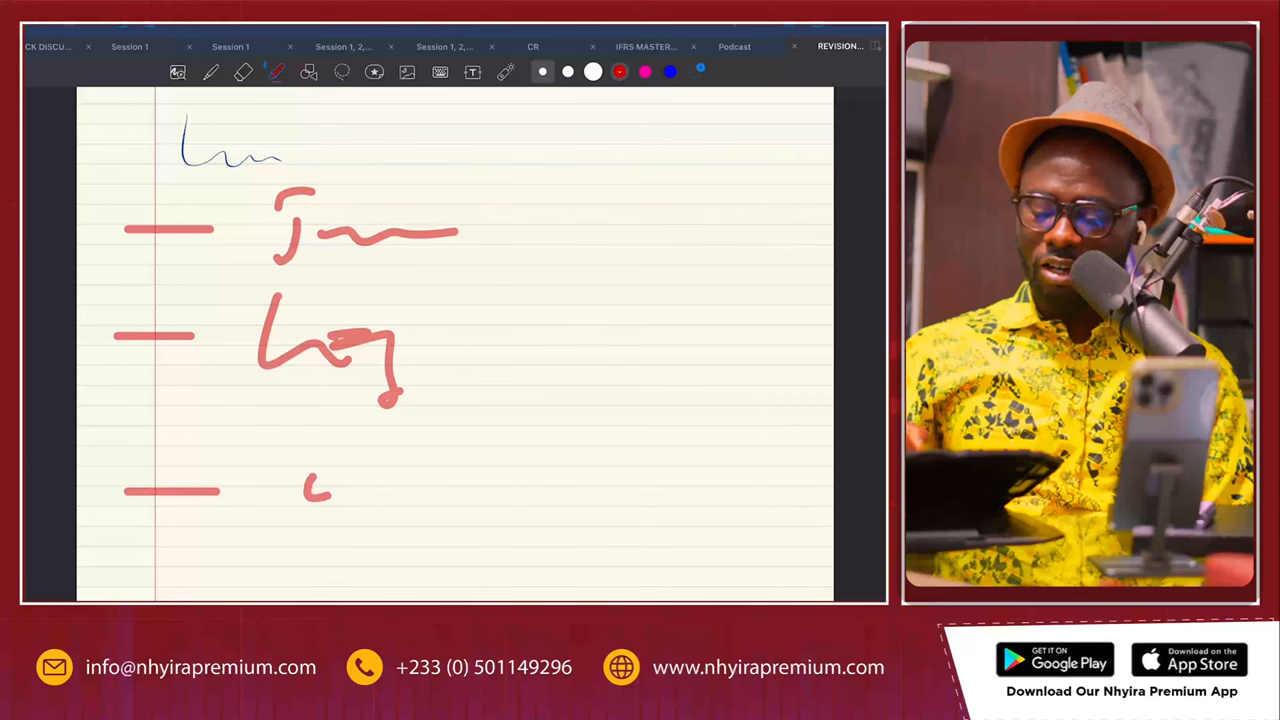 CK DISCU...
Session 1
Session 1
Session 1, 2,...
Session 1, 2,...
CR
IFRS MASTER...
Podcast
REVISION...
T
info@nhyirapremium.com
+233 (0) 501149296
www.nhyirapremium.com
GET IT ON
Google Play
Download on the
App Store
Download Our Nhyira Premium App